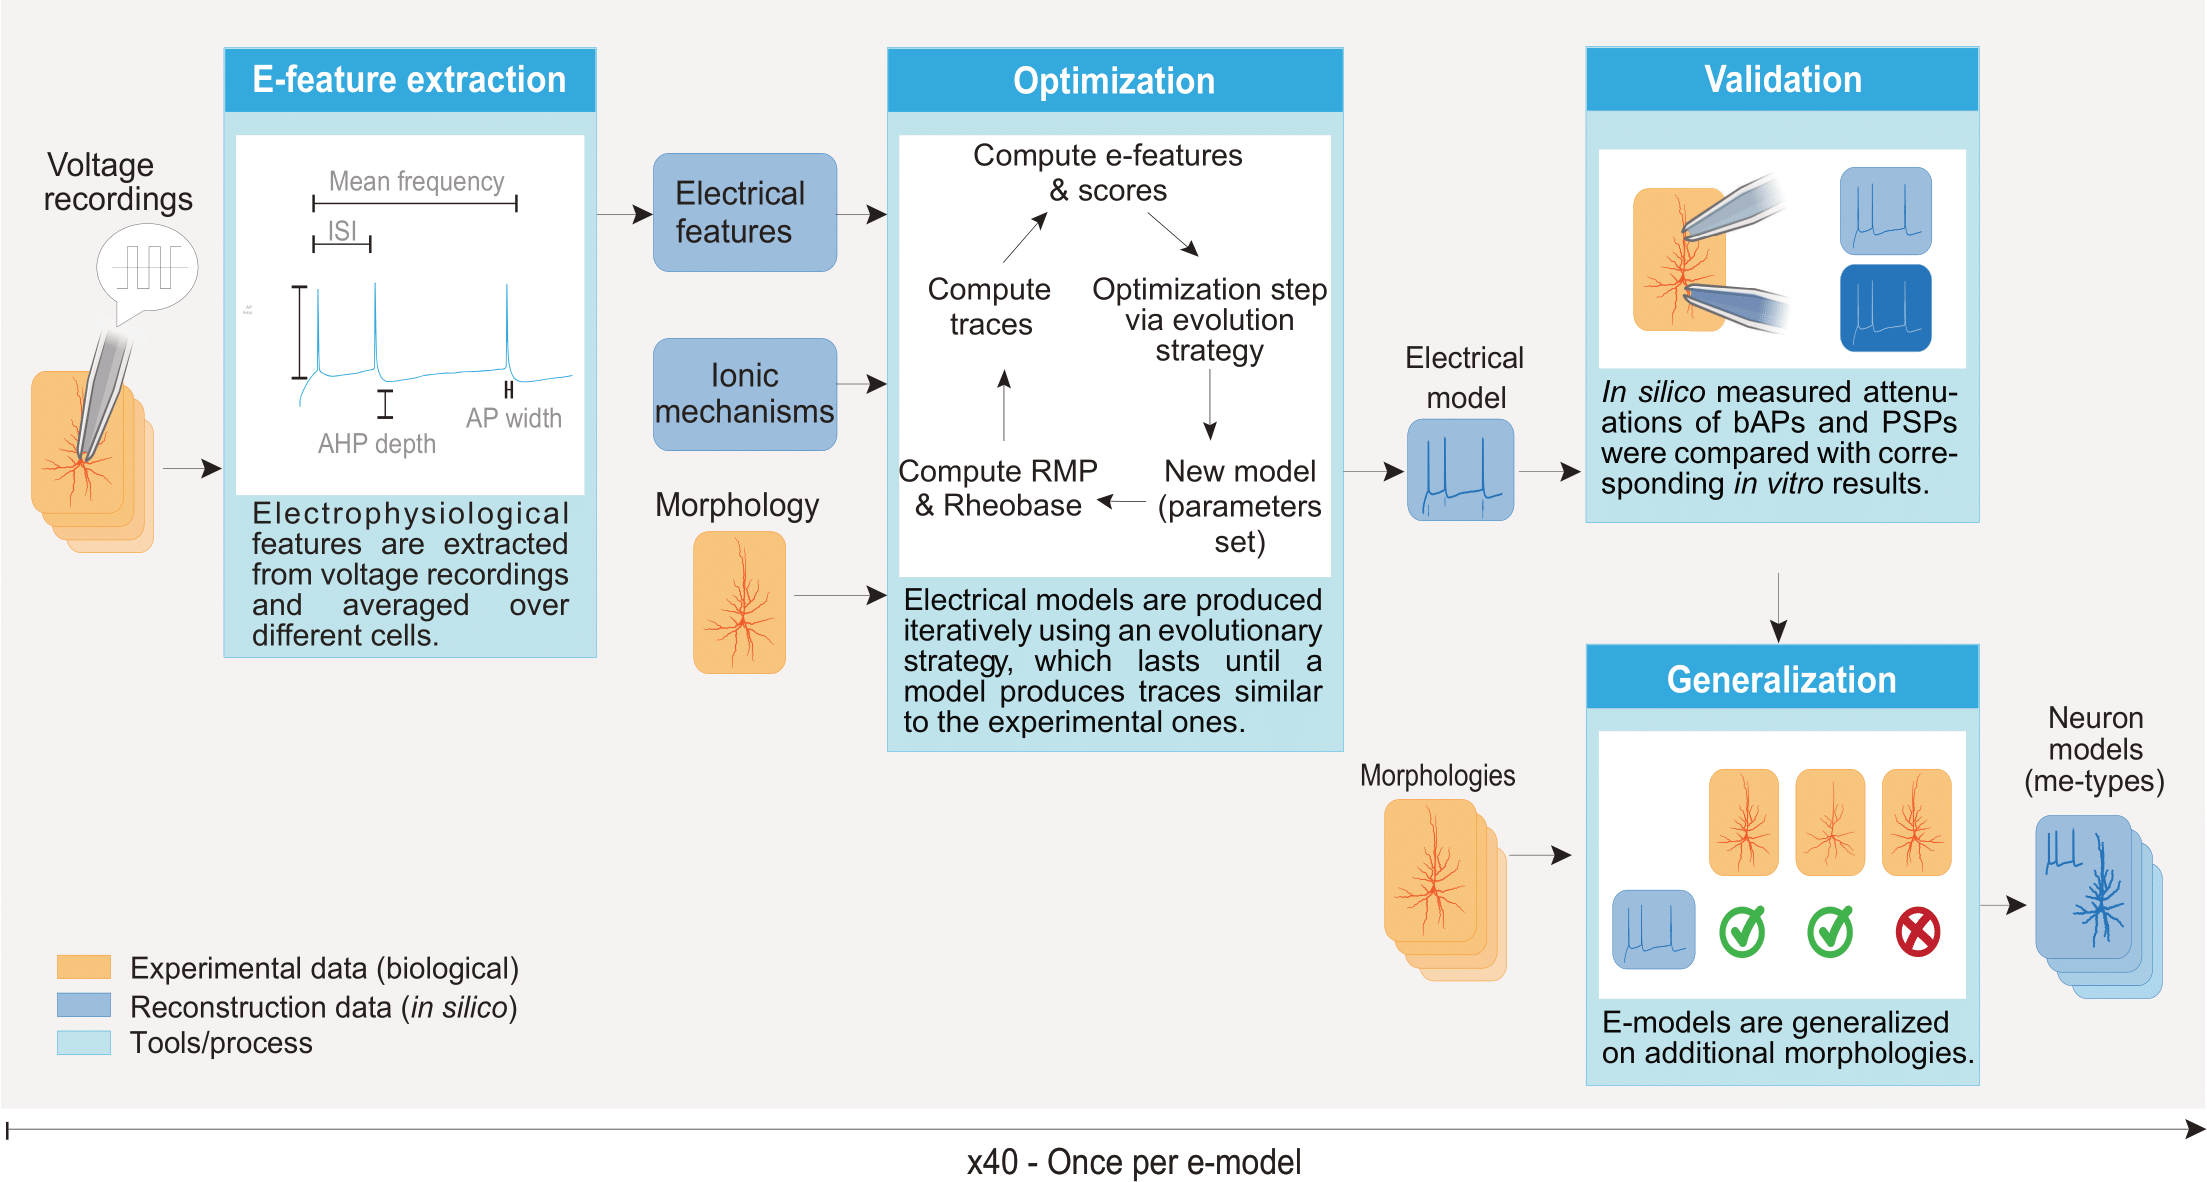 Voltage
recordings
E-feature extraction
Mean frequency
ISI
AHP depth
AP width
Electrophysiological
features are extracted
from voltage recordings
and averaged over
different cells.
Electrical
features
Ionic
mechanisms
Morphology
Optimization
Compute e-features
& scores
Compute
traces
Optimization step
via evolution
strategy
Compute RMP
& Rheobase
New model
(parameters
set)
Electrical models are produced
iteratively using an evolutionary
strategy, which lasts until a
model produces traces similar
to the experimental ones.
Electrical
model
Validation
In silico measured attenu-
ations of bAPs and PSPs
were compared with corre-
sponding in vitro results.
Morphologies
Generalization
E-models are generalized
on additional morphologies.
Neuron
models
(me-types)
Experimental data (biological)
Reconstruction data (in silico)
Tools/process
x40 - Once per e-model